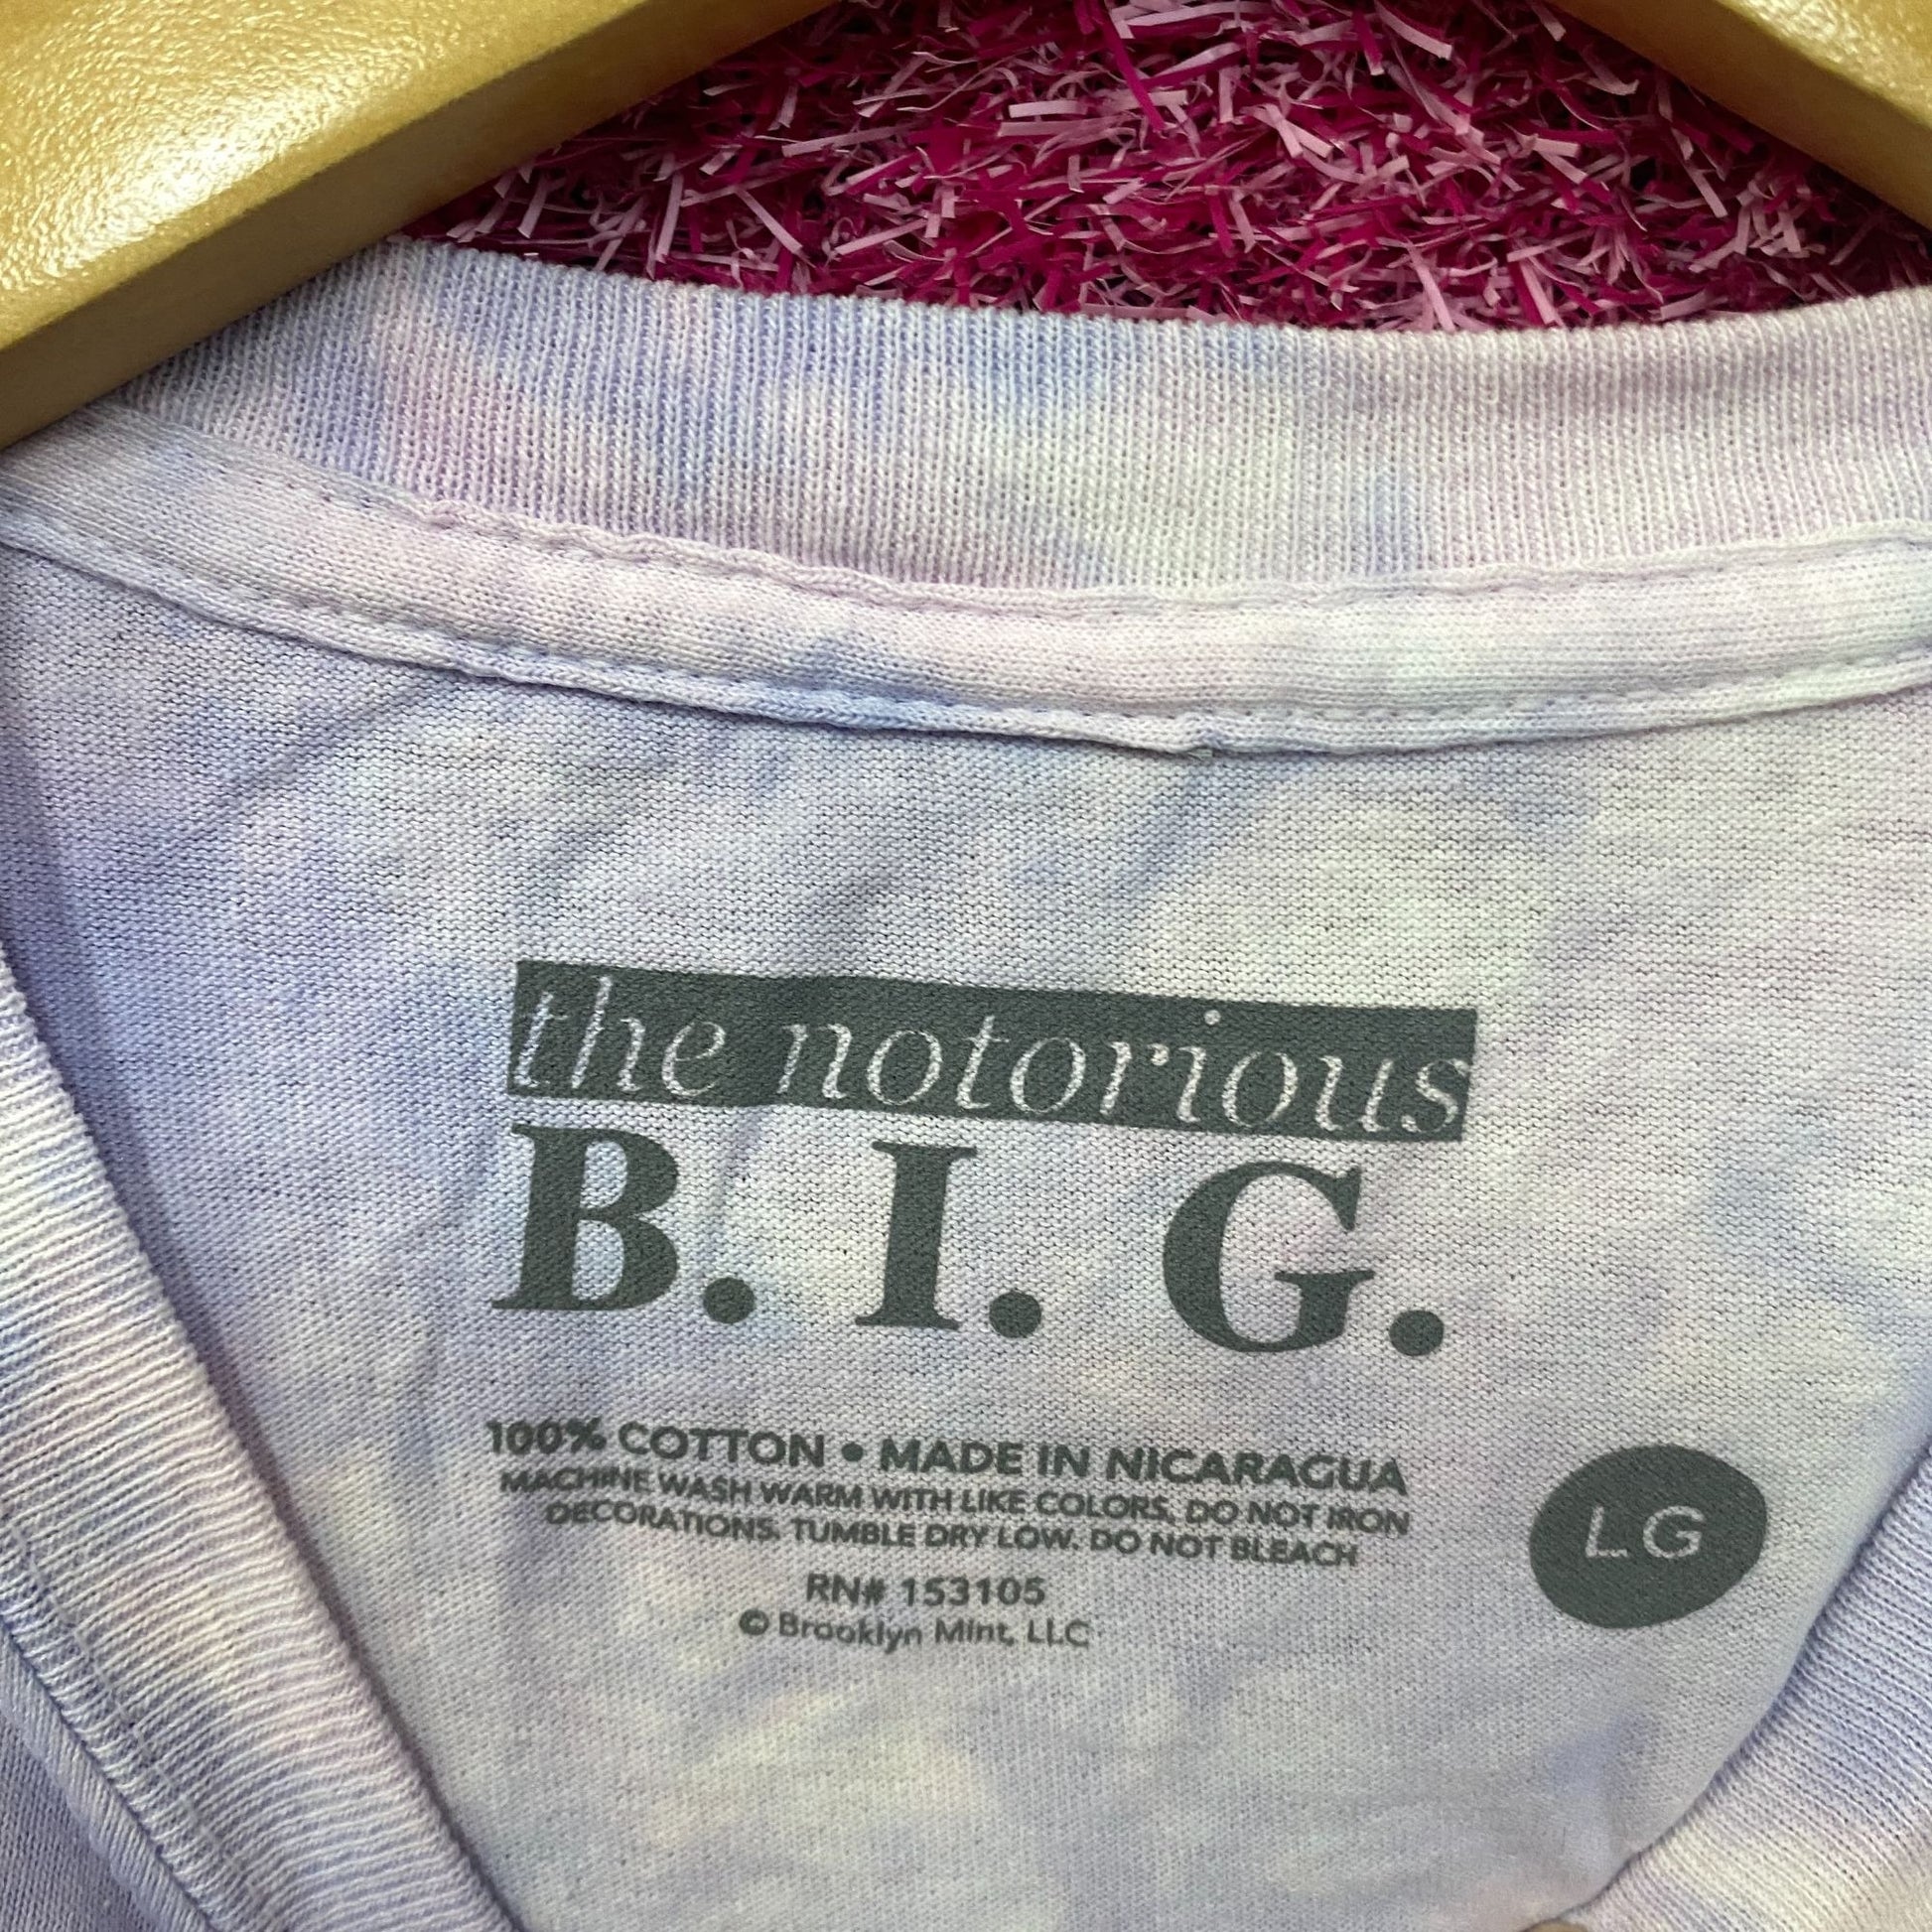 the notorious
B. I. G.
100% COTTON • MADE IN NICARAGUA
MACHINE WASH WARM WITH LIKE COLORS, DO NOT IRON
DECORATIONS. TUMBLE DRY LOW. DO NOT BLEACH
LG
RN# 153105
© Brooklyn Mint, LLC